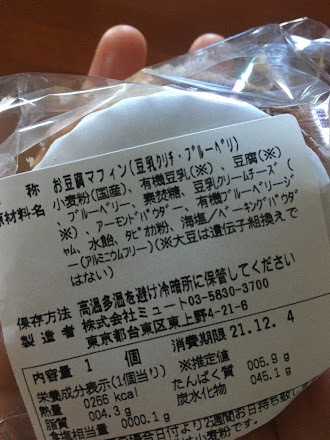 称 お豆腐マフィン(豆乳クリチ・ブルーベリ)
原材料名 小麦粉(国産)、有機豆乳(※)、豆腐(※)
、ブルーベリー、素焚糖、豆乳クリームチーズ(
※)、アーモンドパウダー、有機ブルーベリージ
ャム、水飴、タピオカ粉、海塩/ベーキングパウダ
ー(アルミニウムフリー)(※大豆は遺伝子組換えで
はない)
保存方法 高温多湿を避け冷暗所に保管してください
製造者 株式会社ミュート03-5830-3700
東京都台東区東上野4-21-6
内容量 1 個 消費期限 21.12. 4
栄養成分表示(1個当り) ※推定値
熱量 0266 kcal たんぱく質 005.9 g
脂質 004.3 g 炭水化物 045.1 g
食塩相当量 0000.1 g